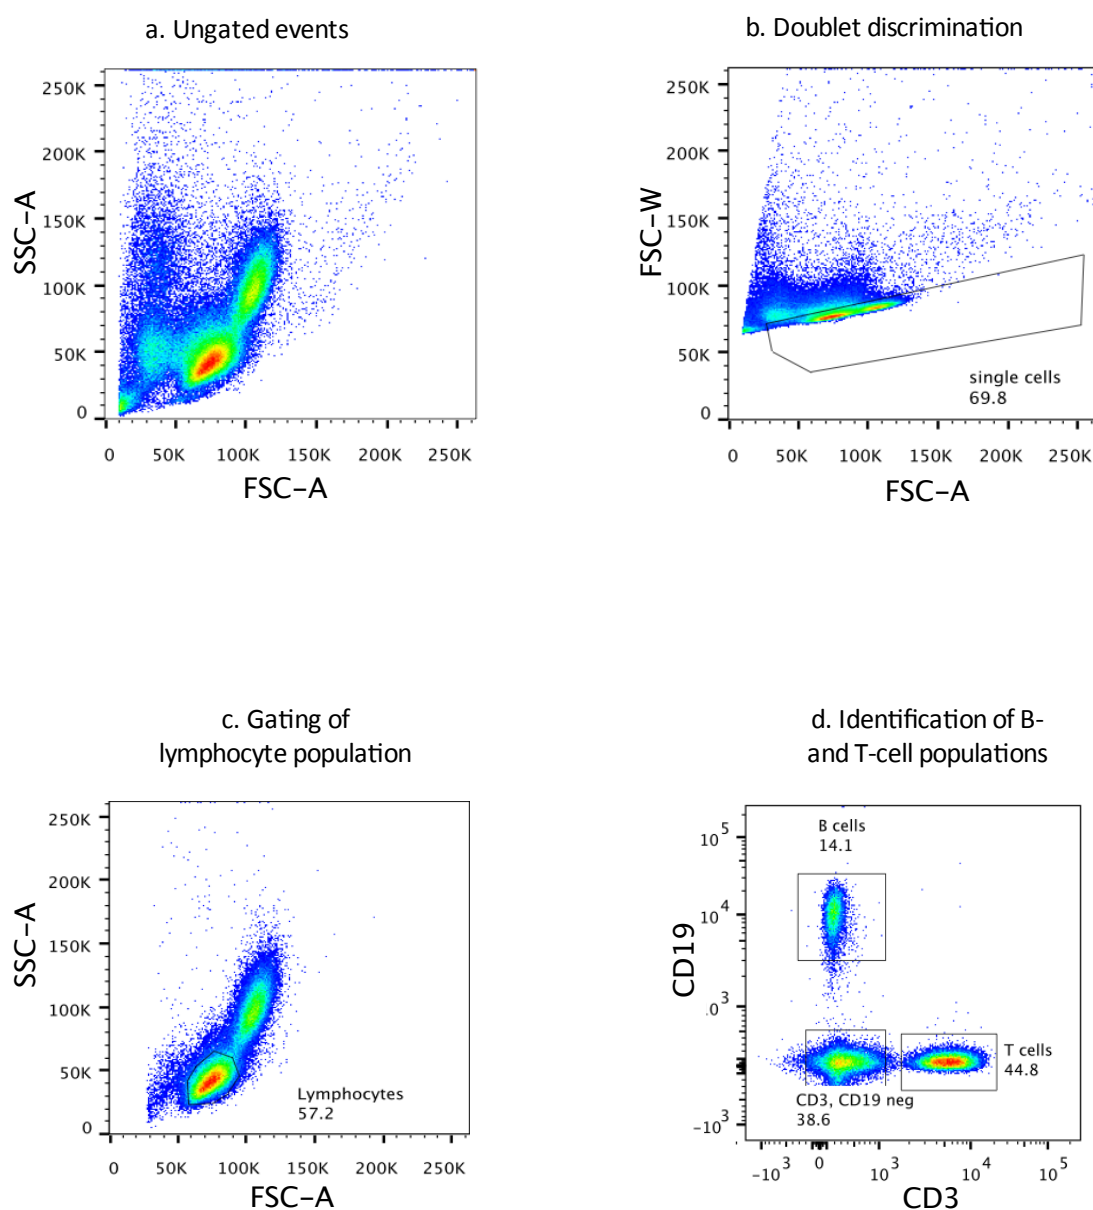 a. Ungated events
250K
200K
150K
100K
50K
0
SSC-A
0 50K 100K 150K 200K 250K
FSC-A
b. Doublet discrimination
250K
200K
150K
100K
50K
0
FSC-W
single cells
69.8
0 50K 100K 150K 200K 250K
FSC-A
c. Gating of
lymphocyte population
250K
200K
150K
100K
50K
0
SSC-A
Lymphocytes
57.2
0 50K 100K 150K 200K 250K
FSC-A
d. Identification of B-
and T-cell populations
B cells
14.1
10^5
10^4
.0^3
-10^3
CD19
T cells
44.8
CD3, CD19 neg
38.6
-10^3 0 10^3 10^4 10^5
CD3